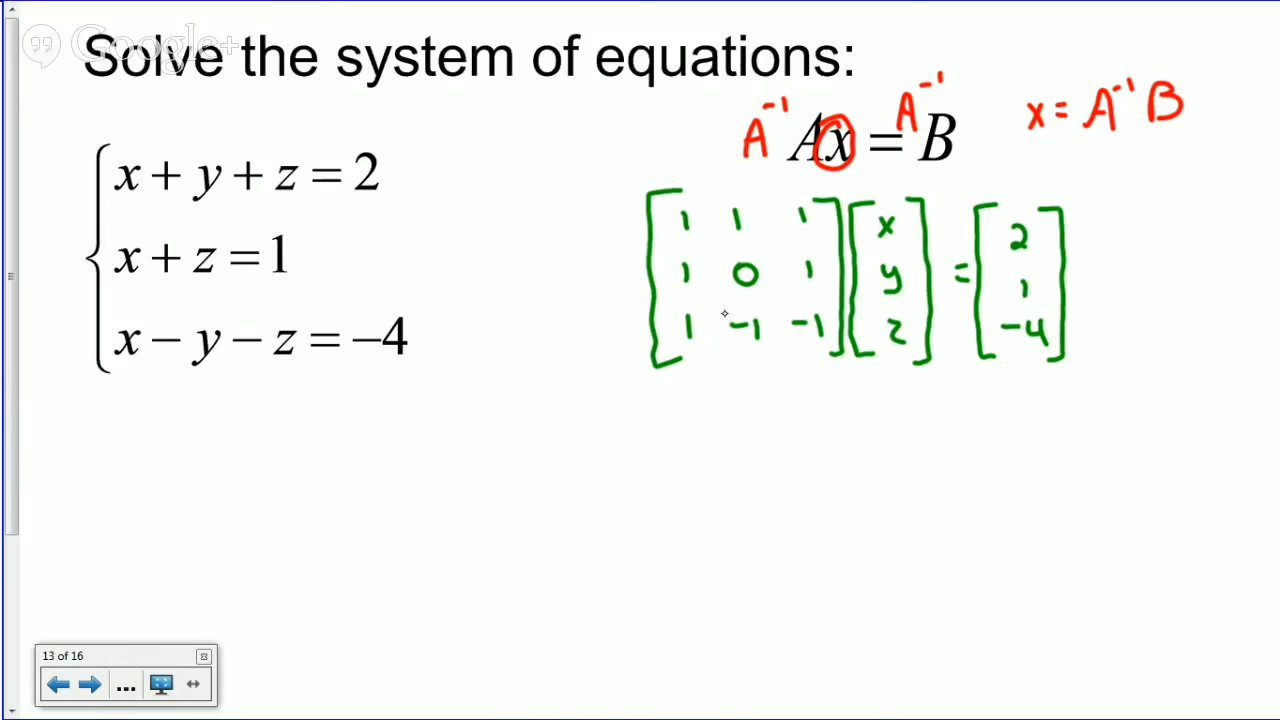 Google+
Solve the system of equations:
x + y + z = 2
x + z = 1
x − y − z = −4
A⁻¹ Ax = A⁻¹ B
x = A⁻¹ B
1 1 1 x 2
1 0 1 y = 1
1 -1 -1 z -4
13 of 16
...